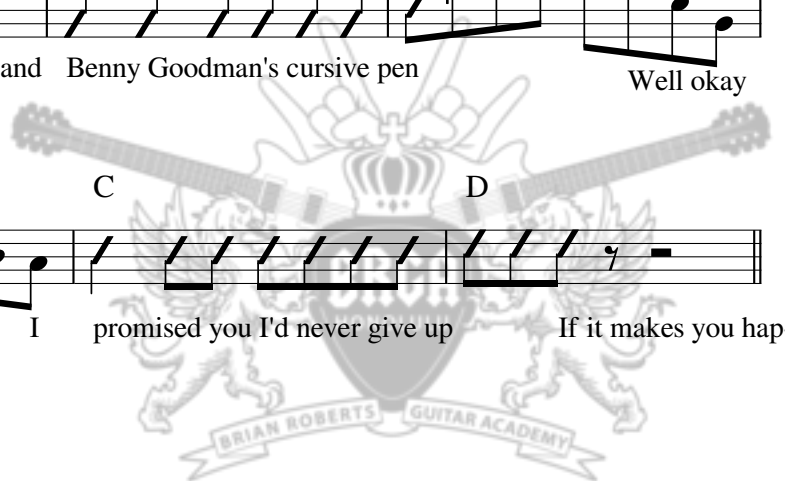 and Benny Goodman's cursive pen
Well okay
C D
I promised you I'd never give up If it makes you hap
BRGA
BRIAN ROBERTS GUITAR ACADEMY